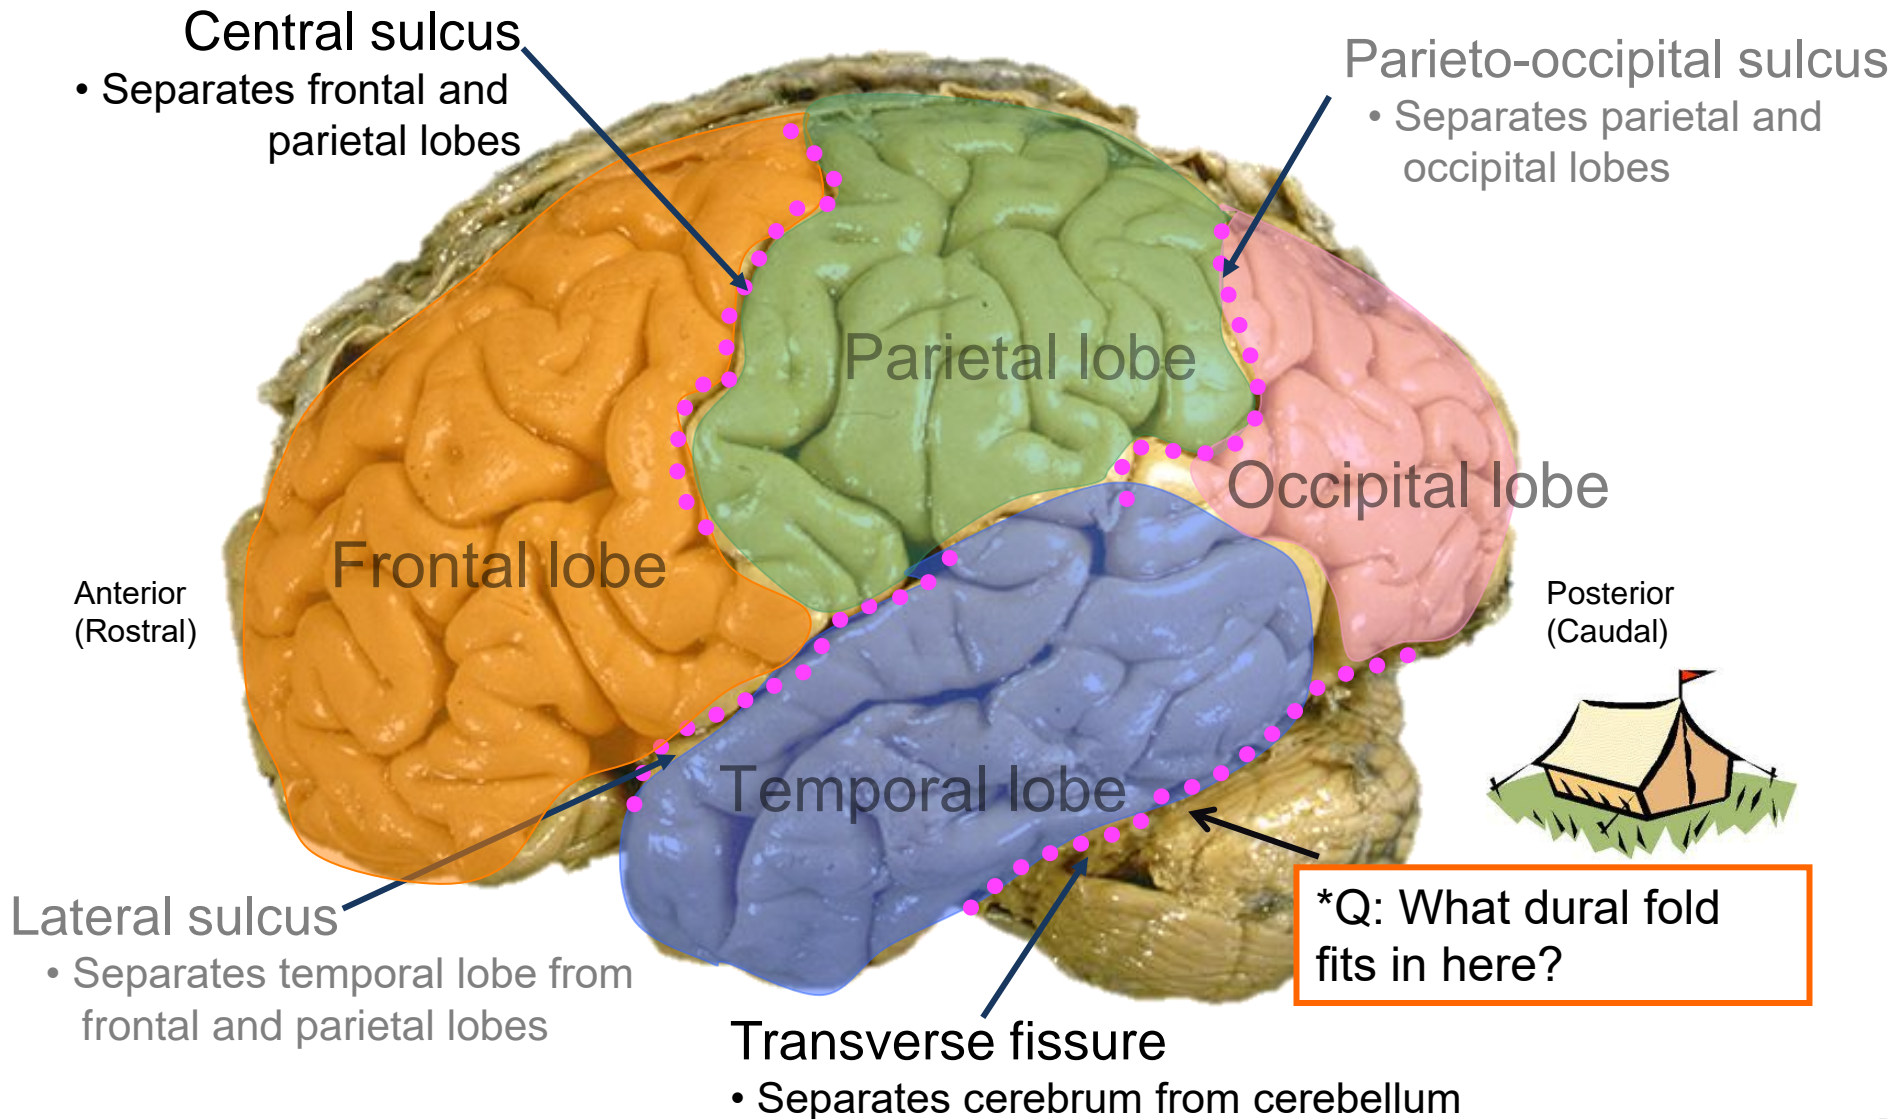 Central sulcus
• Separates frontal and
parietal lobes
Parieto-occipital sulcus
• Separates parietal and
occipital lobes
Parietal lobe
Occipital lobe
Frontal lobe
Anterior
(Rostral)
Posterior
(Caudal)
Temporal lobe
*Q: What dural fold
fits in here?
Lateral sulcus
• Separates temporal lobe from
frontal and parietal lobes
Transverse fissure
• Separates cerebrum from cerebellum